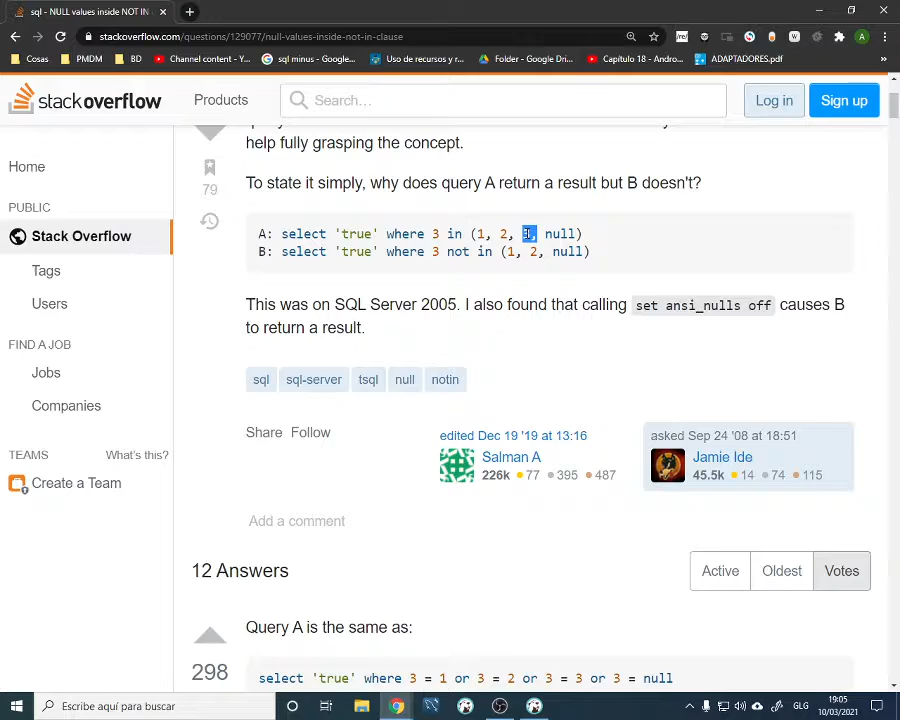 sql - NULL values inside NOT IN
stackoverflow.com/questions/129077/null-values-inside-not-in-clause
A
Cosas
PMDM
BD
Channel content - Y...
sql minus - Google...
Uso de recursos y r...
Folder - Google Dri...
Capítulo 18 - Andro...
ADAPTADORES.pdf
»
stackoverflow
Products
Search...
Log in
Sign up
help fully grasping the concept.
Home
79
To state it simply, why does query A return a result but B doesn't?
PUBLIC
Stack Overflow
A: select 'true' where 3 in (1, 2, 3, null)
B: select 'true' where 3 not in (1, 2, null)
Tags
Users
This was on SQL Server 2005. I also found that calling set ansi_nulls off causes B
to return a result.
FIND A JOB
Jobs
sql sql-server tsql null notin
Companies
Share Follow
edited Dec 19 '19 at 13:16
Salman A
226k 77 395 487
asked Sep 24 '08 at 18:51
Jamie Ide
45.5k 14 74 115
TEAMS
What's this?
Create a Team
Add a comment
12 Answers
Active Oldest Votes
Query A is the same as:
298
select 'true' where 3 = 1 or 3 = 2 or 3 = 3 or 3 = null
Escribe aquí para buscar
GLG
19:05
10/03/2021